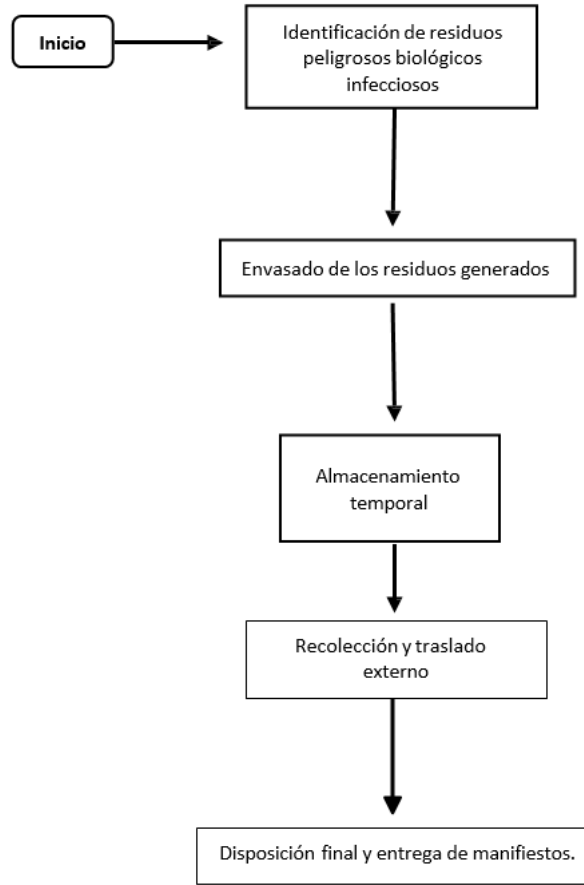 Inicio
Identificación de residuos
peligrosos biológicos
infecciosos
Envasado de los residuos generados
Almacenamiento
temporal
Recolección y traslado
externo
Disposición final y entrega de manifiestos.